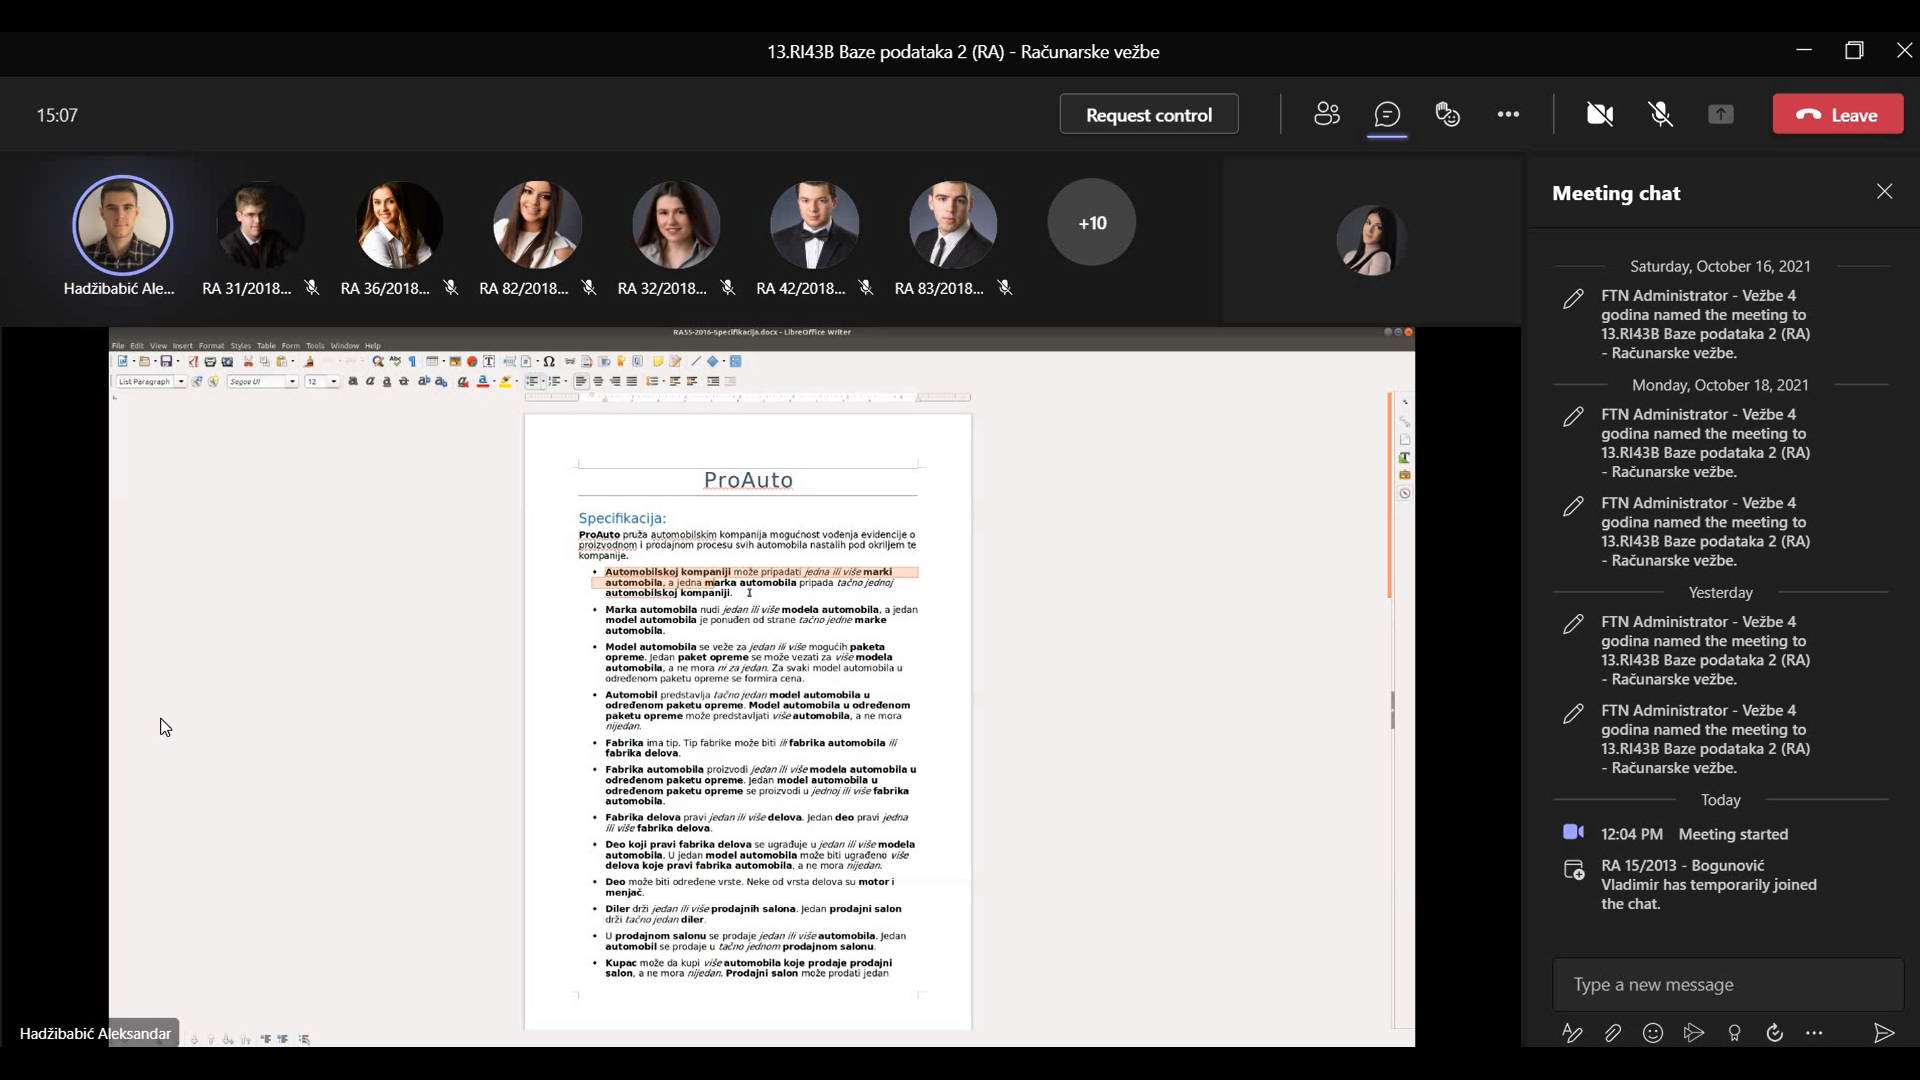 13.RI43B Baze podataka 2 (RA) - Računarske vežbe
15:07
Request control
Leave
Hadžibabić Ale...
RA 31/2018...
RA 36/2018...
RA 82/2018...
RA 32/2018...
RA 42/2018...
RA 83/2018...
+10
RA55-2016-Specifikacija.docx - LibreOffice Writer
File Edit View Insert Format Styles Table Form Tools Window Help
List Paragraph
Segoe UI
12
ProAuto
Specifikacija:
ProAuto pruža automobilskim kompanija mogućnost vođenja evidencije o
proizvodnom i prodajnom procesu svih automobila nastalih pod okriljem te
kompanije.
• Automobilskoj kompaniji može pripadati jedna ili više marki
automobila, a jedna marka automobila pripada tačno jednoj
automobilskoj kompaniji.
• Marka automobila nudi jedan ili više modela automobila, a jedan
model automobila je ponuđen od strane tačno jedne marke
automobila.
• Model automobila se veže za jedan ili više mogućih paketa
opreme. Jedan paket opreme se može vezati za više modela
automobila, a ne mora ni za jedan. Za svaki model automobila u
određenom paketu opreme se formira cena.
• Automobil predstavlja tačno jedan model automobila u
određenom paketu opreme. Model automobila u određenom
paketu opreme može predstavljati više automobila, a ne mora
nijedan.
• Fabrika ima tip. Tip fabrike može biti ili fabrika automobila ili
fabrika delova.
• Fabrika automobila proizvodi jedan ili više modela automobila u
određenom paketu opreme. Jedan model automobila u
određenom paketu opreme se proizvodi u jednoj ili više fabrika
automobila.
• Fabrika delova pravi jedan ili više delova. Jedan deo pravi jedna
ili više fabrika delova.
• Deo koji pravi fabrika delova se ugrađuje u jedan ili više modela
automobila. U jedan model automobila može biti ugrađeno više
delova koje pravi fabrika automobila, a ne mora nijedan.
• Deo može biti određene vrste. Neke od vrsta delova su motor i
menjač.
• Diler drži jedan ili više prodajnih salona. Jedan prodajni salon
drži tačno jedan diler.
• U prodajnom salonu se prodaje jedan ili više automobila. Jedan
automobil se prodaje u tačno jednom prodajnom salonu.
• Kupac može da kupi više automobila koje prodaje prodajni
salon, a ne mora nijedan. Prodajni salon može prodati jedan
Hadžibabić Aleksandar
Meeting chat
Saturday, October 16, 2021
FTN Administrator - Vežbe 4
godina named the meeting to
13.RI43B Baze podataka 2 (RA)
- Računarske vežbe.
Monday, October 18, 2021
FTN Administrator - Vežbe 4
godina named the meeting to
13.RI43B Baze podataka 2 (RA)
- Računarske vežbe.
FTN Administrator - Vežbe 4
godina named the meeting to
13.RI43B Baze podataka 2 (RA)
- Računarske vežbe.
Yesterday
FTN Administrator - Vežbe 4
godina named the meeting to
13.RI43B Baze podataka 2 (RA)
- Računarske vežbe.
FTN Administrator - Vežbe 4
godina named the meeting to
13.RI43B Baze podataka 2 (RA)
- Računarske vežbe.
Today
12:04 PM Meeting started
RA 15/2013 - Bogunović
Vladimir has temporarily joined
the chat.
Type a new message